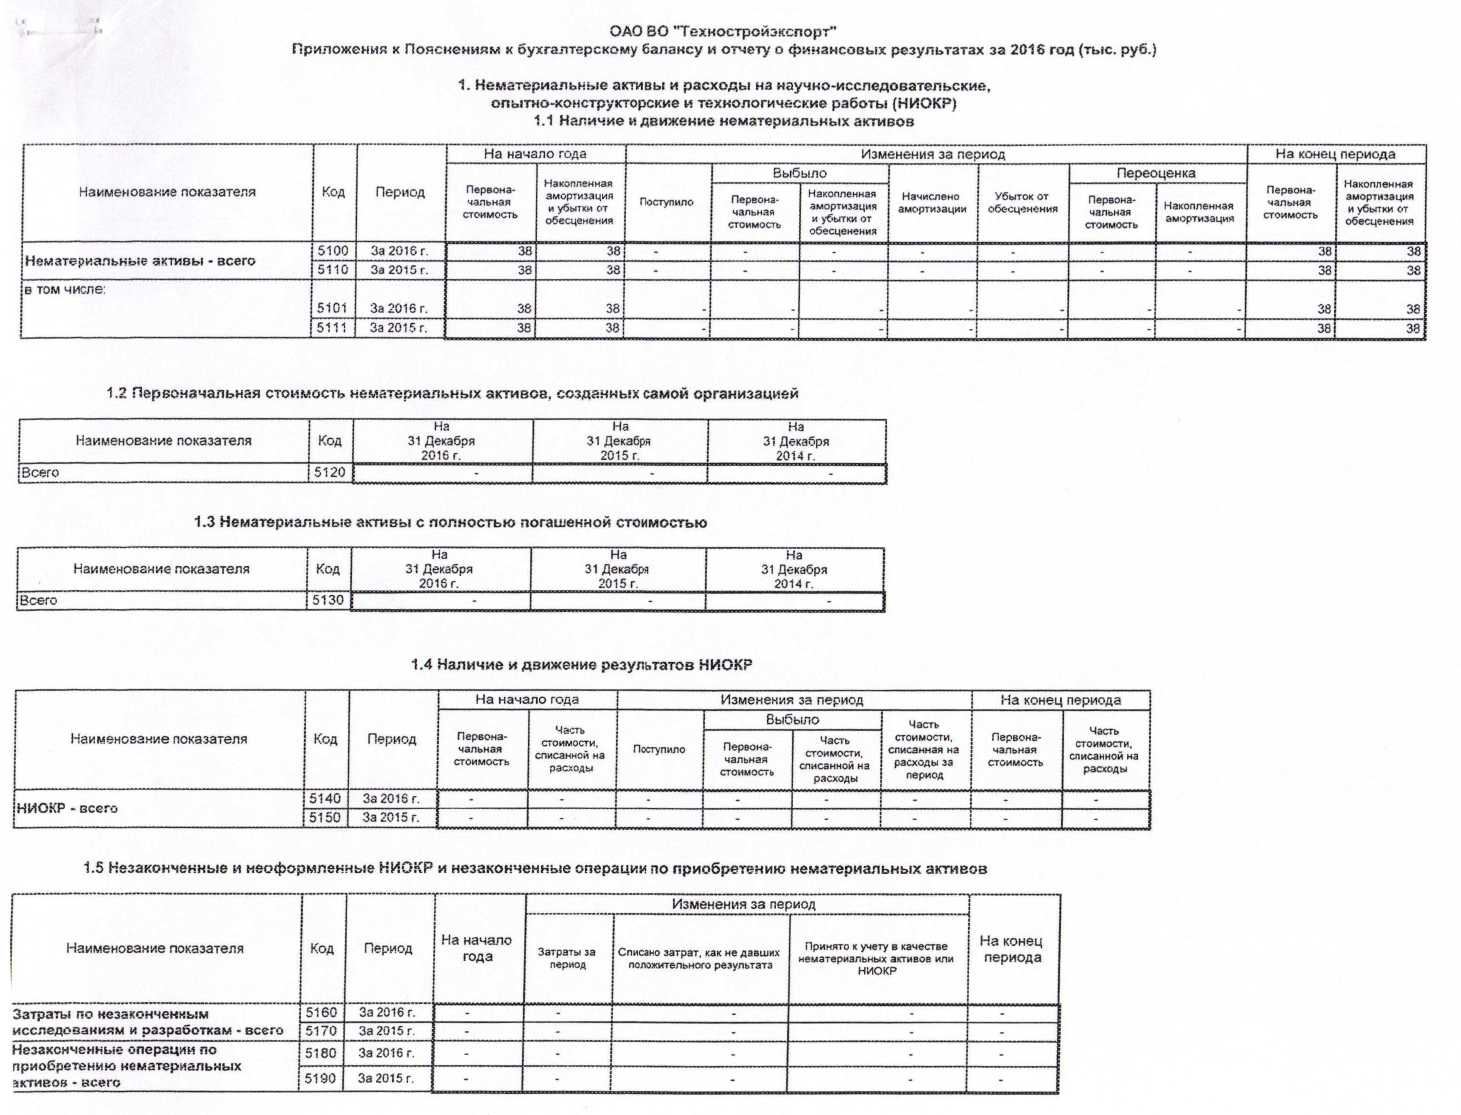 ОАО ВО "Техностройэкспорт"
Приложения к Пояснениям к бухгалтерскому балансу и отчету о финансовых результатах за 2016 год (тыс. руб.)
1. Нематериальные активы и расходы на научно-исследовательские,
опытно-конструкторские и технологические работы (НИОКР)
1.1 Наличие и движение нематериальных активов
Наименование показателя Код Период На начало года Изменения за период На конец периода
Первона-чальная стоимость Накопленная амортизация и убытки от обесценения Поступило Выбыло Начислено амортизации Убыток от обесценения Переоценка Первона-чальная стоимость Накопленная амортизация и убытки от обесценения
Первона-чальная стоимость Накопленная амортизация и убытки от обесценения Первона-чальная стоимость Накопленная амортизация
Нематериальные активы - всего 5100 За 2016 г. 38 38 - - - - - - - 38 38
5110 За 2015 г. 38 38 - - - - - - - 38 38
в том числе:
5101 За 2016 г. 38 38 - - - - - - - 38 38
5111 За 2015 г. 38 38 - - - - - - - 38 38
1.2 Первоначальная стоимость нематериальных активов, созданных самой организацией
Наименование показателя Код На 31 Декабря 2016 г. На 31 Декабря 2015 г. На 31 Декабря 2014 г.
Всего 5120 - - -
1.3 Нематериальные активы с полностью погашенной стоимостью
Наименование показателя Код На 31 Декабря 2016 г. На 31 Декабря 2015 г. На 31 Декабря 2014 г.
Всего 5130 - - -
1.4 Наличие и движение результатов НИОКР
Наименование показателя Код Период На начало года Изменения за период На конец периода
Первона-чальная стоимость Часть стоимости, списанной на расходы Поступило Выбыло Часть стоимости, списанная на расходы за период Первона-чальная стоимость Часть стоимости, списанной на расходы
Первона-чальная стоимость Часть стоимости, списанной на расходы
НИОКР - всего 5140 За 2016 г. - - - - - - - -
5150 За 2015 г. - - - - - - - -
1.5 Незаконченные и неоформленные НИОКР и незаконченные операции по приобретению нематериальных активов
Наименование показателя Код Период На начало года Изменения за период На конец периода
Затраты за период Списано затрат, как не давших положительного результата Принято к учету в качестве нематериальных активов или НИОКР
Затраты по незаконченным исследованиям и разработкам - всего 5160 За 2016 г. - - - - -
5170 За 2015 г. - - - - -
Незаконченные операции по приобретению нематериальных активов - всего 5180 За 2016 г. - - - - -
5190 За 2015 г. - - - - -